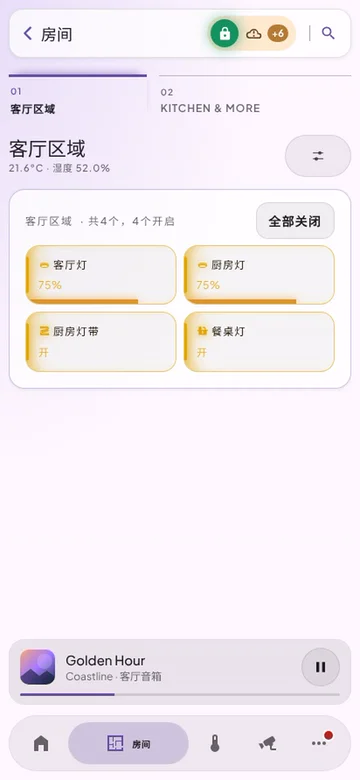 房间
+6
01
客厅区域
02
KITCHEN & MORE
客厅区域
21.6°C · 湿度 52.0%
客厅区域 · 共4个，4个开启
全部关闭
客厅灯
75%
厨房灯
75%
厨房灯带
开
餐桌灯
开
Golden Hour
Coastline · 客厅音箱
房间